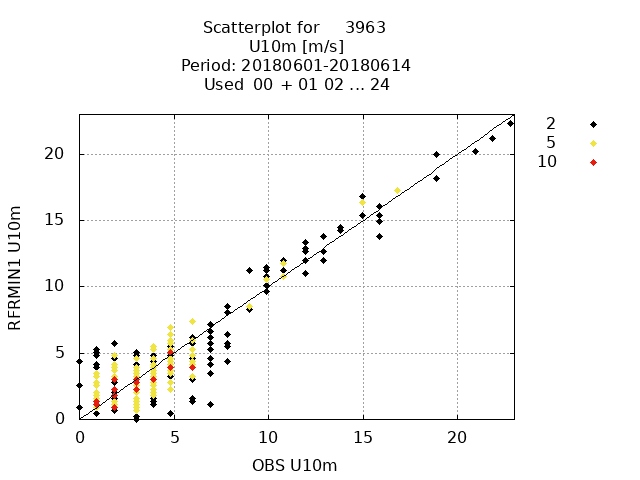 Scatterplot for 3963
U10m [m/s]
Period: 20180601-20180614
Used 00 + 01 02 ... 24
2
5
10
20
15
10
5
0
RFRMIN1 U10m
0 5 10 15 20
OBS U10m